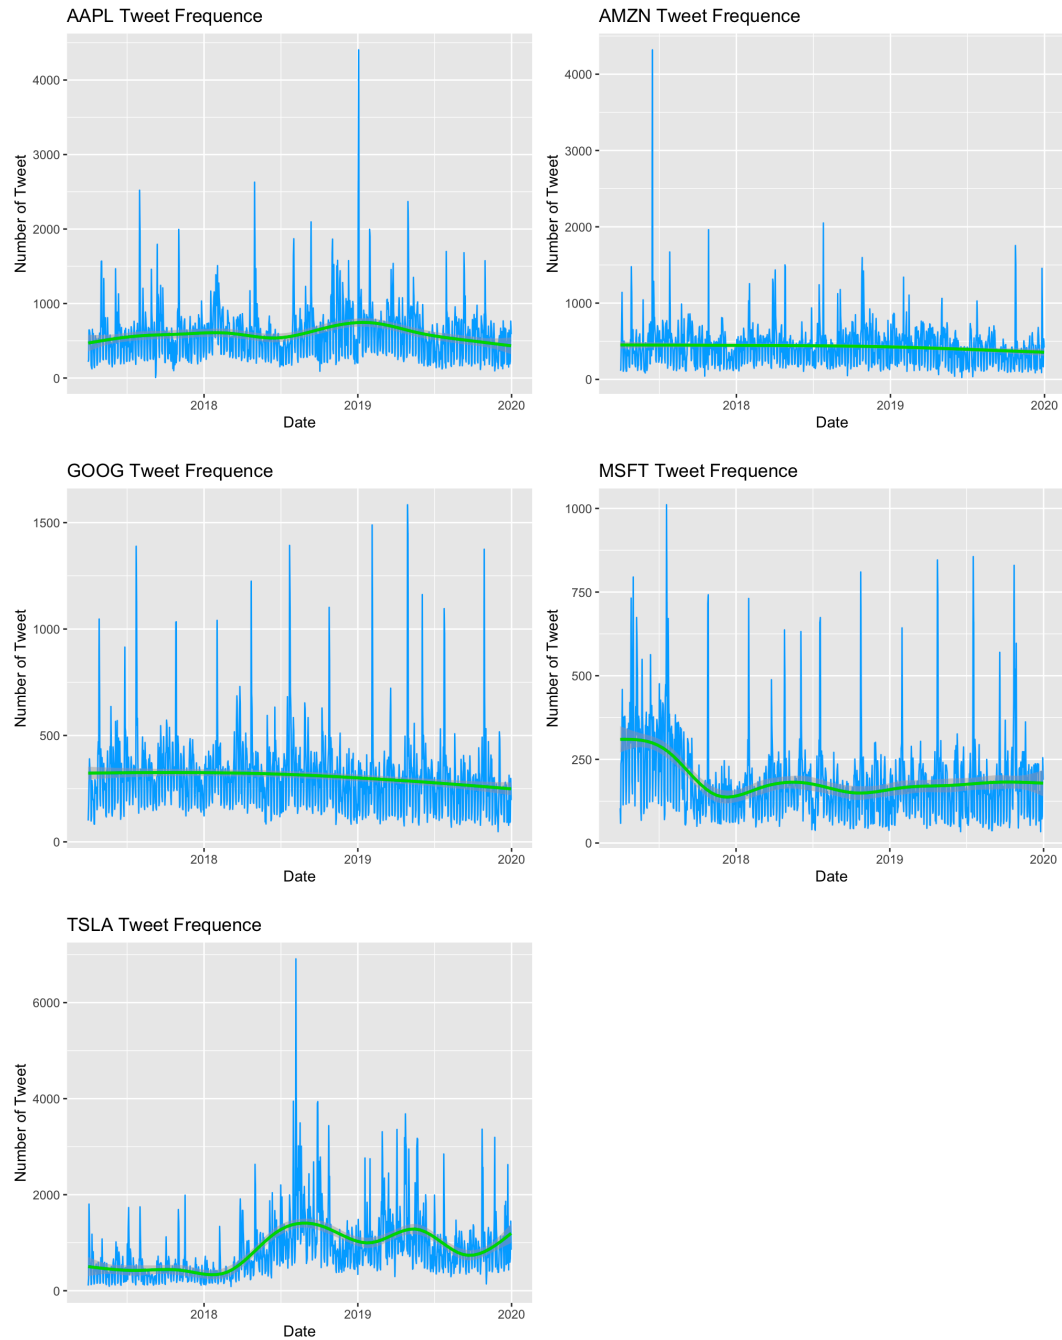 AAPL Tweet Frequence
Number of Tweet
4000
3000
2000
1000
0
2018
2019
2020
Date
AMZN Tweet Frequence
Number of Tweet
4000
3000
2000
1000
0
2018
2019
2020
Date
GOOG Tweet Frequence
Number of Tweet
1500
1000
500
0
2018
2019
2020
Date
MSFT Tweet Frequence
Number of Tweet
1000
750
500
250
0
2018
2019
2020
Date
TSLA Tweet Frequence
Number of Tweet
6000
4000
2000
0
2018
2019
2020
Date